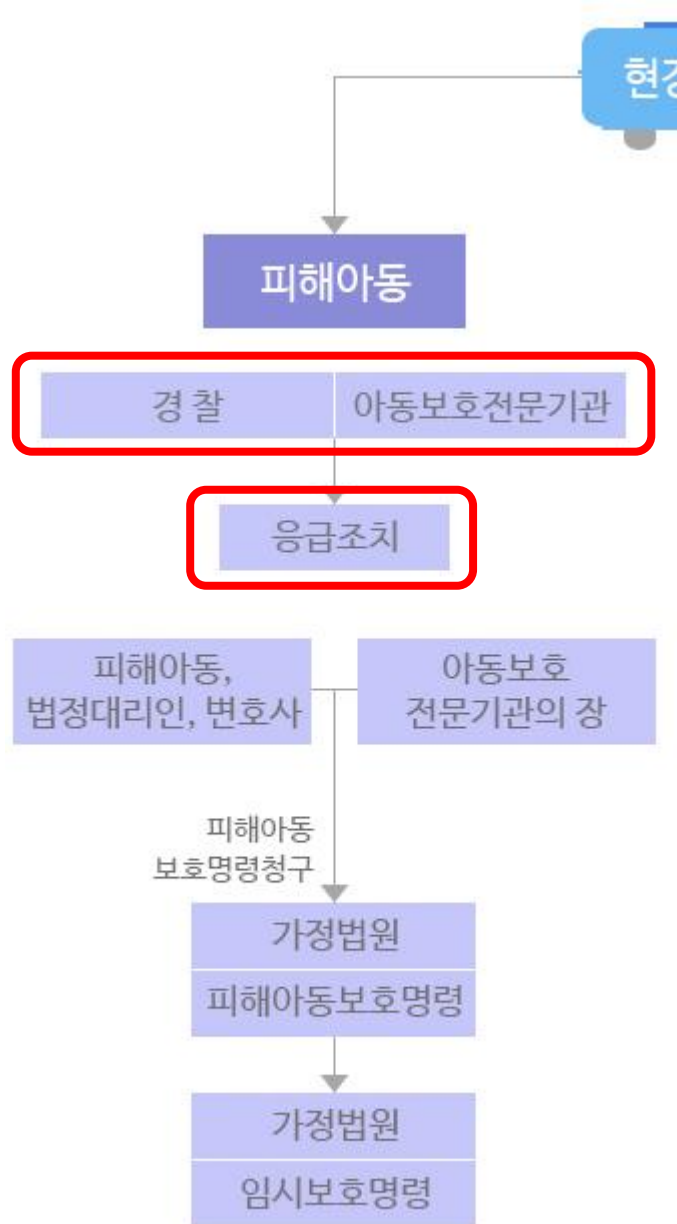 피해아동
경 찰
아동보호전문기관
응급조치
피해아동,
법정대리인, 변호사
아동보호
전문기관의 장
피해아동
보호명령청구
가정법원
피해아동보호명령
가정법원
임시보호명령